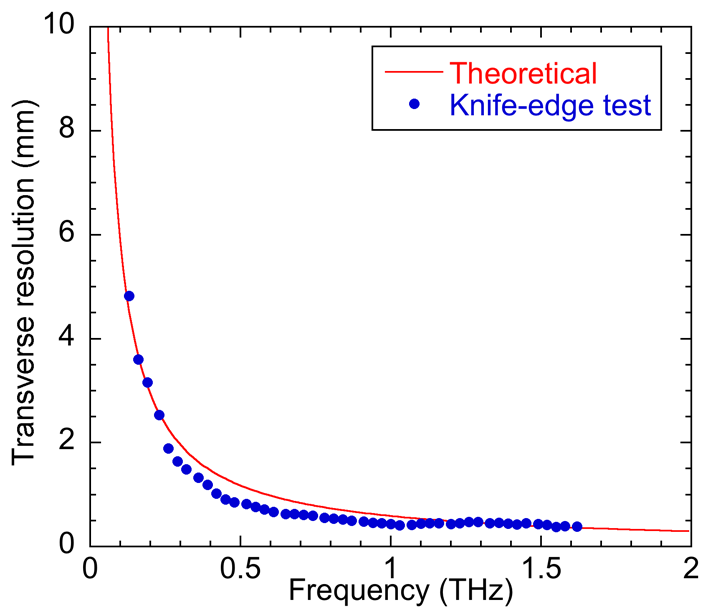 10
8
6
4
2
0
Transverse resolution (mm)
Theoretical
Knife-edge test
0
0.5
1
1.5
2
Frequency (THz)